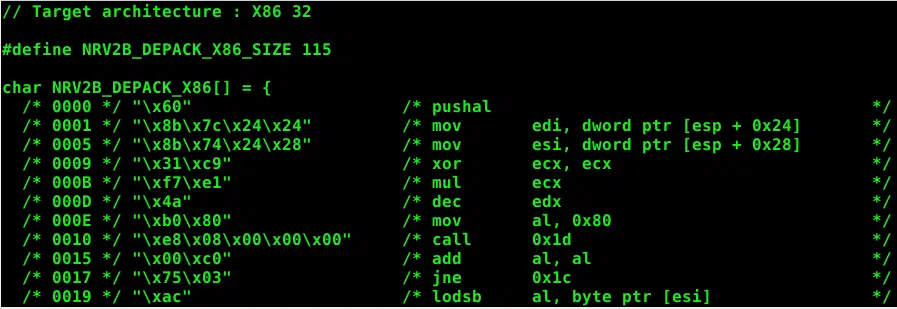 // Target architecture : X86 32
#define NRV2B_DEPACK_X86_SIZE 115
char NRV2B_DEPACK_X86[] = {
/* 0000 */ "\x60" /* pushal */
/* 0001 */ "\x8b\x7c\x24\x24" /* mov edi, dword ptr [esp + 0x24] */
/* 0005 */ "\x8b\x74\x24\x28" /* mov esi, dword ptr [esp + 0x28] */
/* 0009 */ "\x31\xc9" /* xor ecx, ecx */
/* 000B */ "\xf7\xe1" /* mul ecx */
/* 000D */ "\x4a" /* dec edx */
/* 000E */ "\xb0\x80" /* mov al, 0x80 */
/* 0010 */ "\xe8\x08\x00\x00\x00" /* call 0x1d */
/* 0015 */ "\x00\xc0" /* add al, al */
/* 0017 */ "\x75\x03" /* jne 0x1c */
/* 0019 */ "\xac" /* lodsb al, byte ptr [esi] */